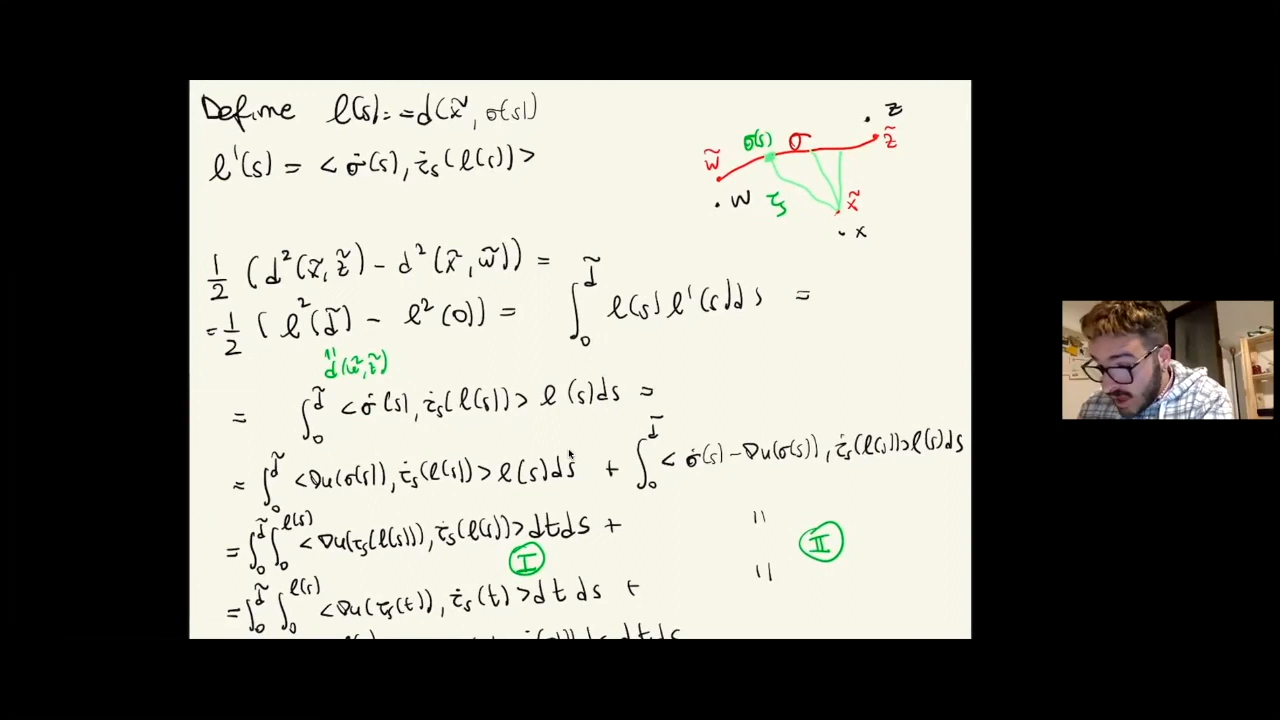 Define ℓ(s) := d(x̃, σ(s))
ℓ'(s) = < σ̇(s), τ̇ₛ(ℓ(s)) >
z
σ(s) σ z̃
w̃
w τₛ x̃
x
1/2 (d²(x̃, z̃) - d²(x̃, w̃)) =
= 1/2 (ℓ²(d̃) - ℓ²(0)) = ∫₀^d̃ ℓ(s) ℓ'(s) ds =
" d(w̃, z̃)
= ∫₀^d̃ < σ̇(s), τ̇ₛ(ℓ(s)) > ℓ(s) ds =
= ∫₀^d̃ < ∇u(σ(s)), τ̇ₛ(ℓ(s)) > ℓ(s) ds + ∫₀^d̃ < σ̇(s) - ∇u(σ(s)), τ̇ₛ(ℓ(s)) > ℓ(s) ds
= ∫₀^d̃ ∫₀^ℓ(s) < ∇u(τₛ(ℓ(s))), τ̇ₛ(ℓ(s)) > dt ds + "
I II
= ∫₀^d̃ ∫₀^ℓ(s) < ∇u(τₛ(t)), τ̇ₛ(t) > dt ds + "